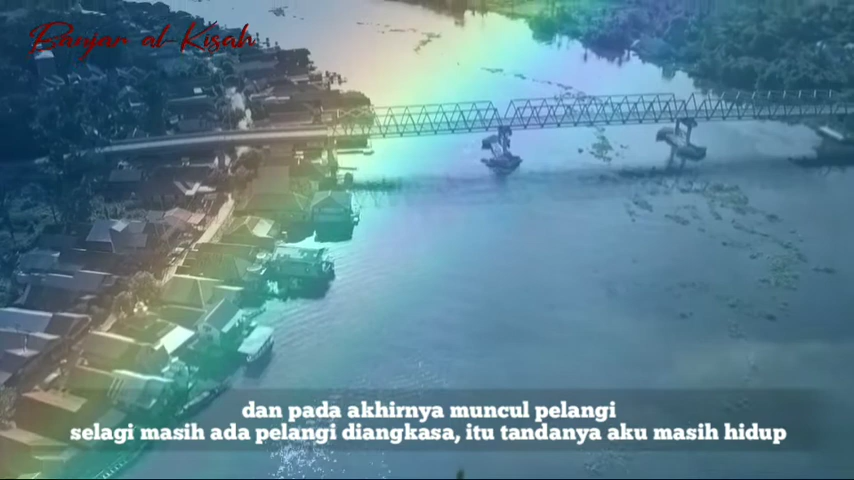 Banjar al-Kisah
dan pada akhirnya muncul pelangi
selagi masih ada pelangi diangkasa, itu tandanya aku masih hidup